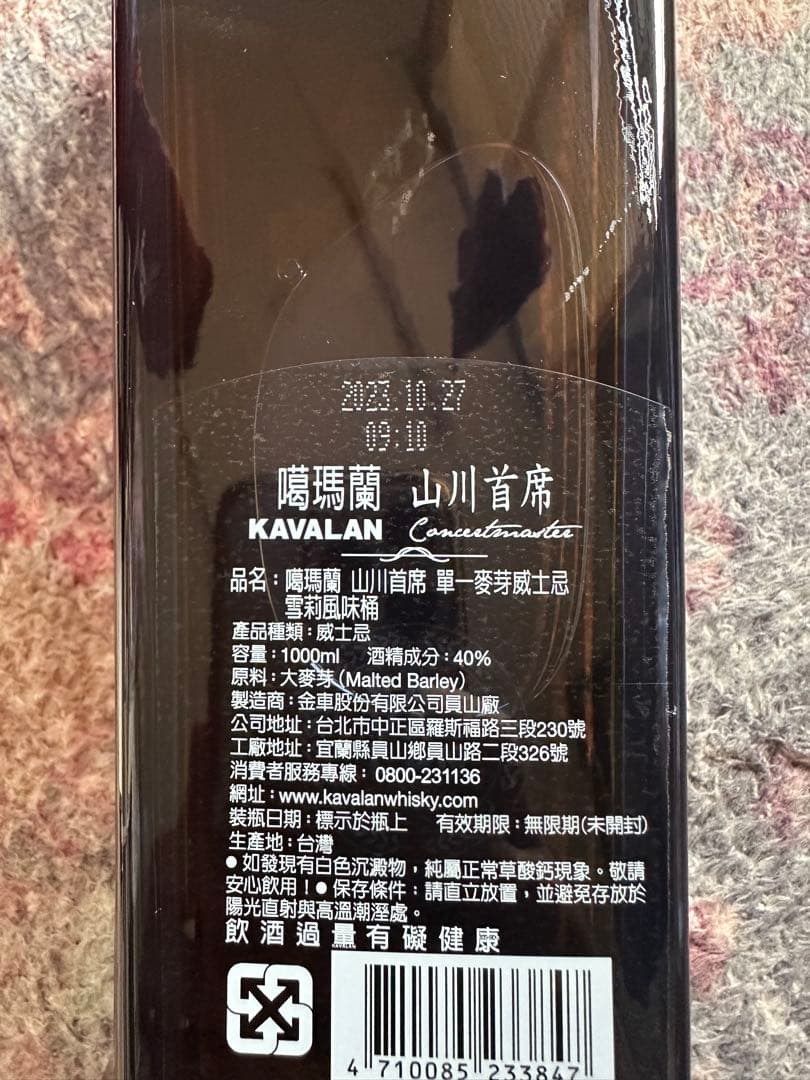 2023.10.27
09:10
噶瑪蘭 山川首席
KAVALAN Concertmaster
品名：噶瑪蘭 山川首席 單一麥芽威士忌
雪莉風味桶
產品種類：威士忌
容量：1000ml 酒精成分：40%
原料：大麥芽（Malted Barley）
製造商：金車股份有限公司員山廠
公司地址：台北市中正區羅斯福路三段230號
工廠地址：宜蘭縣員山鄉員山路二段326號
消費者服務專線：0800-231136
網址：www.kavalanwhisky.com
裝瓶日期：標示於瓶上 有效期限：無限期（未開封）
生產地：台灣
●如發現有白色沉澱物，純屬正常草酸鈣現象。敬請
安心飲用！●保存條件：請直立放置，並避免存放於
陽光直射與高溫潮溼處。
飲酒過量有礙健康
4 710085 233847